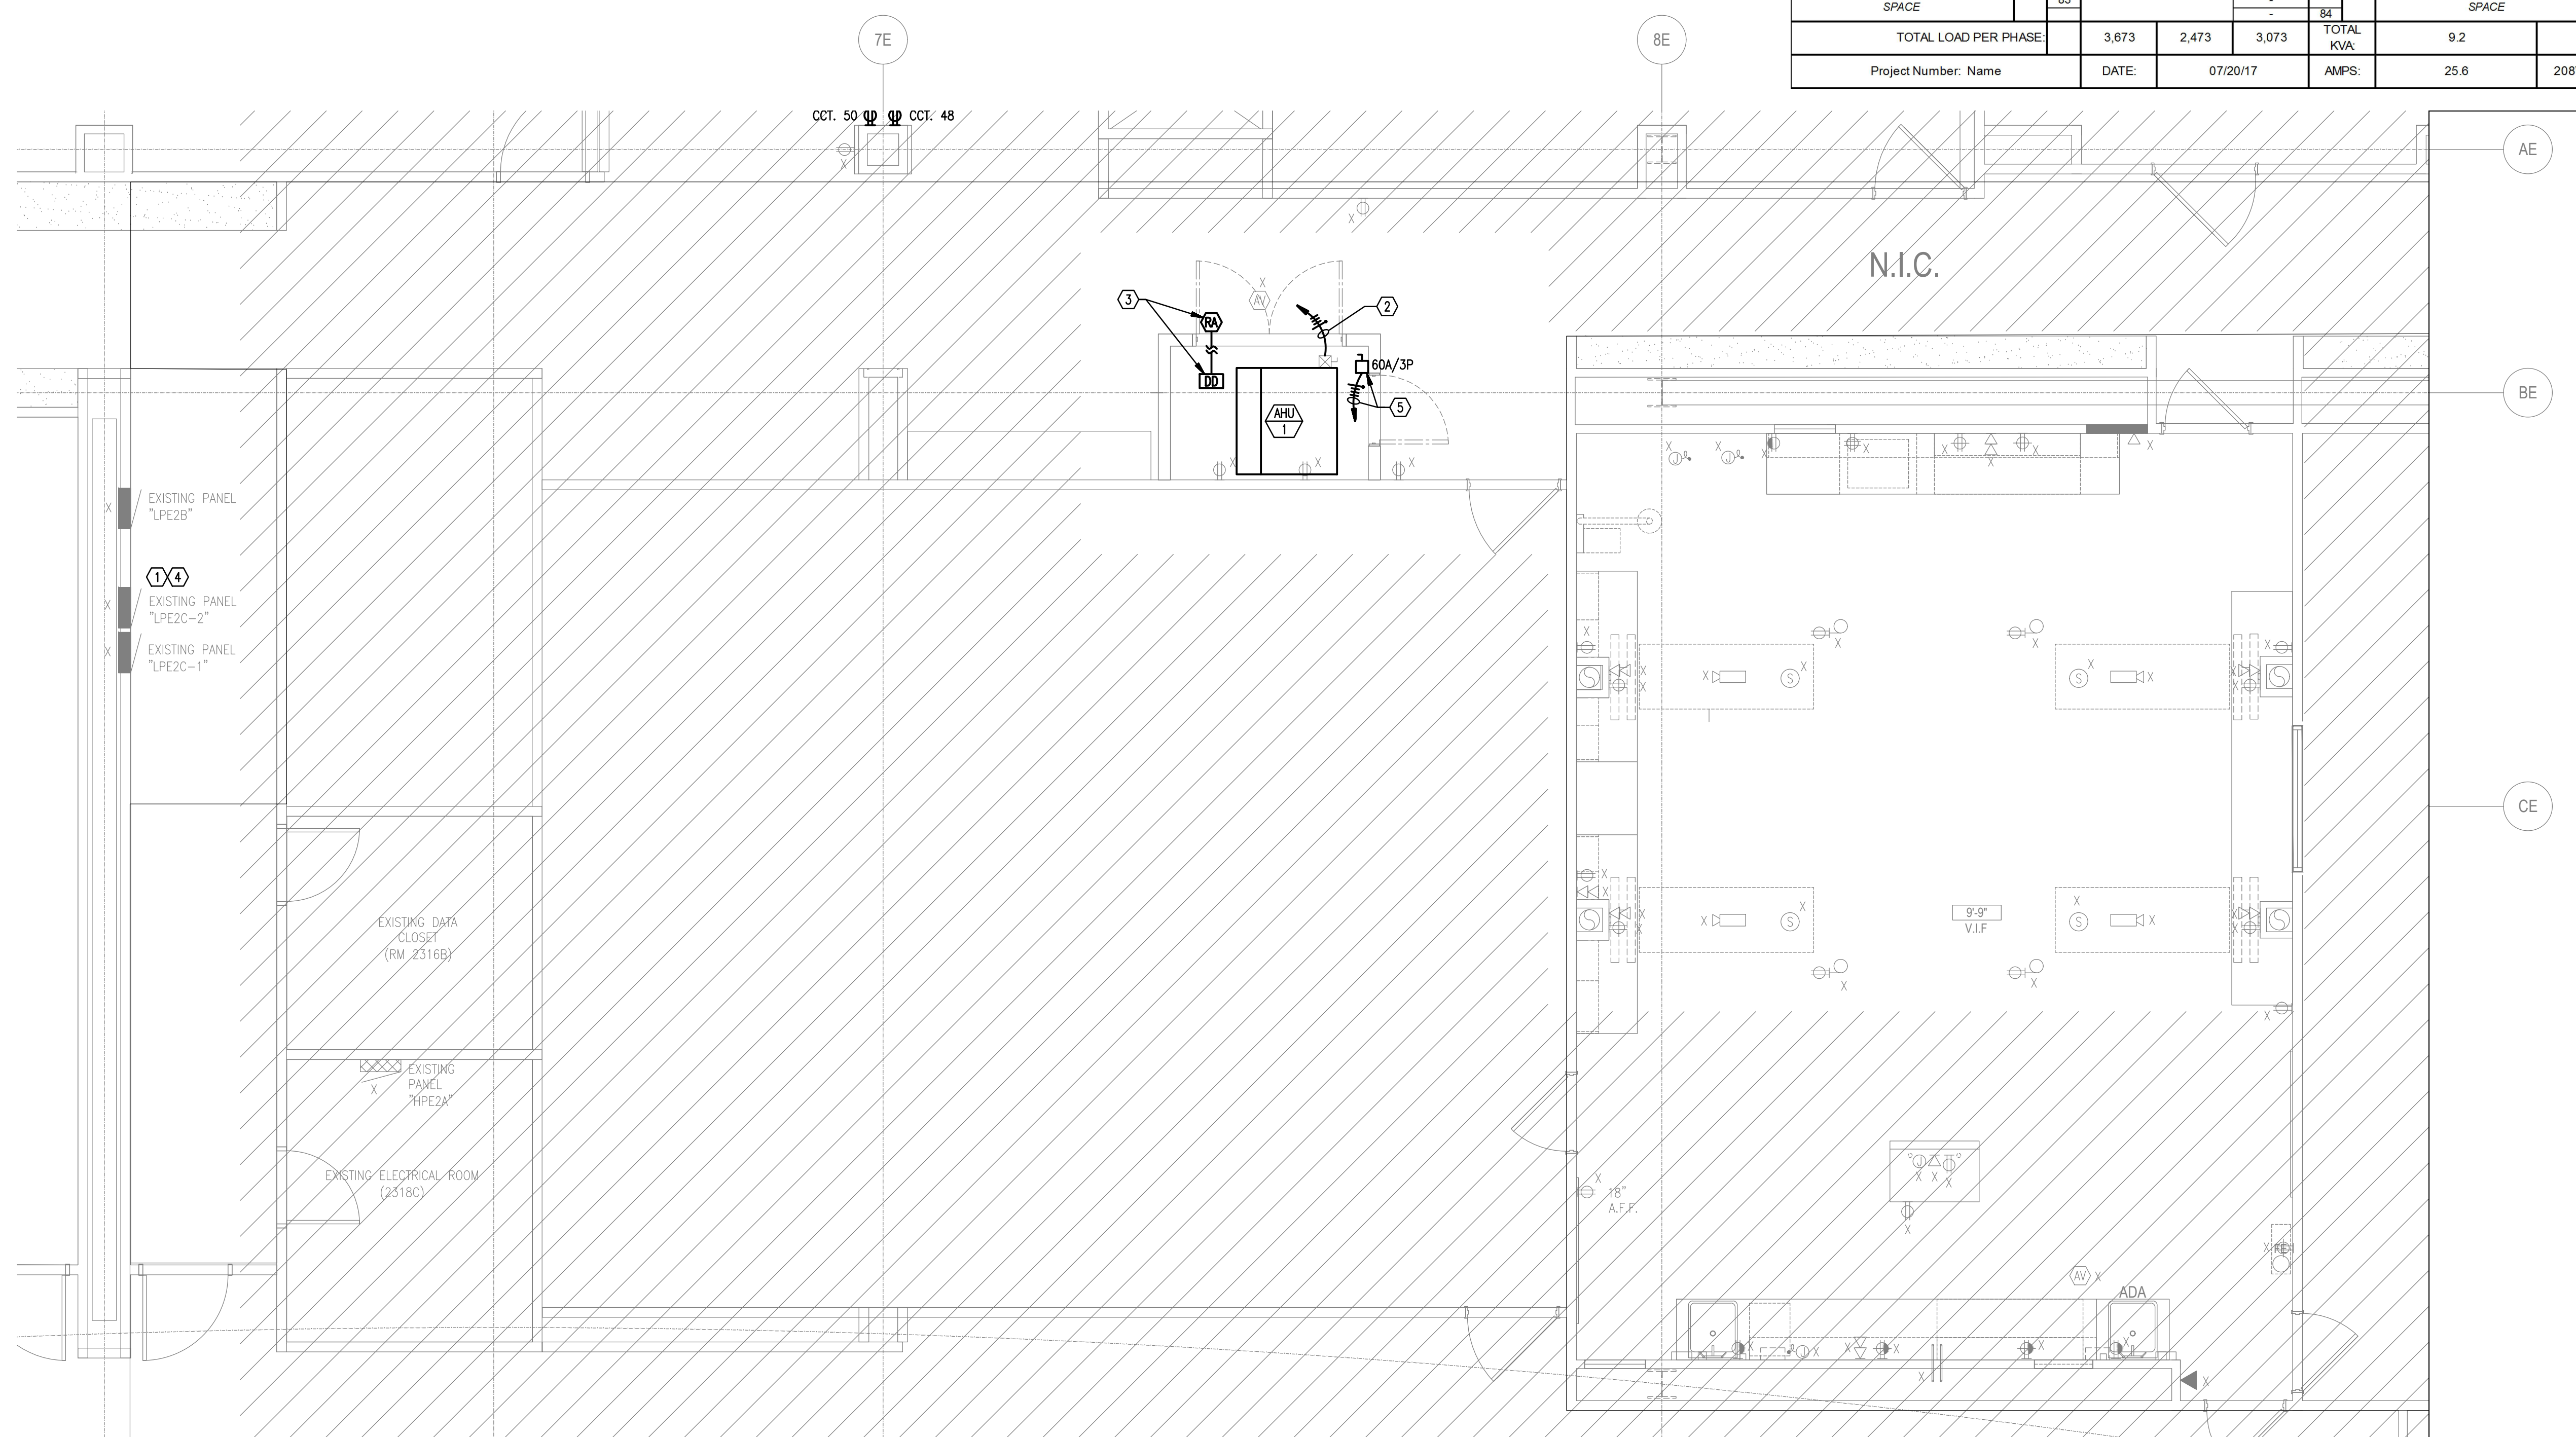 SPACE 83 - SPACE
- 84
TOTAL LOAD PER PHASE: 3,673 2,473 3,073 TOTAL KVA: 9.2
Project Number: Name DATE: 07/20/17 AMPS: 25.6
7E
8E
CCT. 50 CCT. 48
X
AE
X
N.I.C.
X
AV
3
RA
2
DD
60A/3P
AHU
1
5
BE
X X X
X X X X X X X
EXISTING PANEL
"LPE2B"
X
1 4
EXISTING PANEL
"LPE2C-2"
X
EXISTING PANEL
"LPE2C-1"
X
J J
X X X X
X X S X X S X X
X X
CE
X X
X X S X X S X X
9'-9"
V.I.F
X X
X X
EXISTING DATA
CLOSET
(RM 2316B)
EXISTING
PANEL
"HPE2A"
X
EXISTING ELECTRICAL ROOM
(2318C)
X
18"
A.F.F.
J
X X X
X
X
AV X
ADA
X J X X X X X
X X